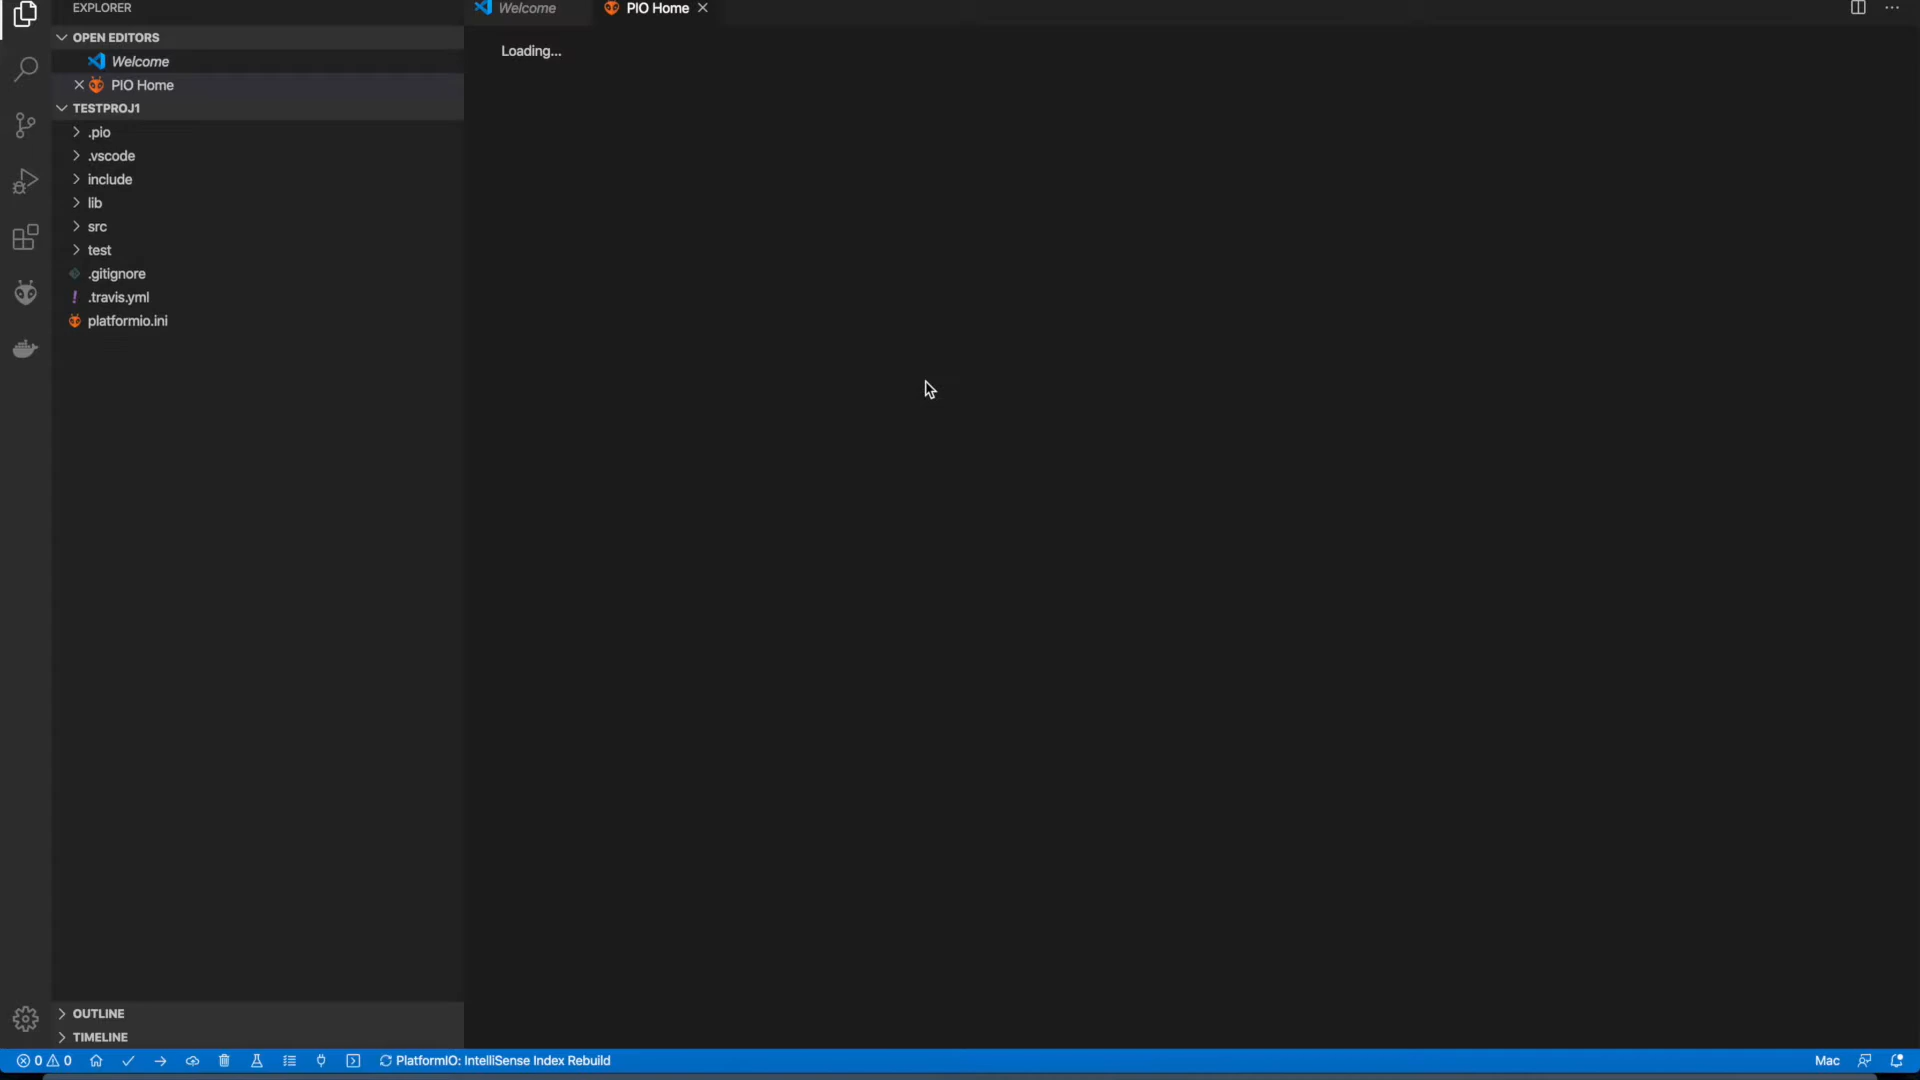 EXPLORER
Welcome
PIO Home
OPEN EDITORS
Welcome
PIO Home
TESTPROJ1
.pio
.vscode
include
lib
src
test
.gitignore
! .travis.yml
platformio.ini
Loading...
OUTLINE
TIMELINE
0 0 PlatformIO: IntelliSense Index Rebuild Mac